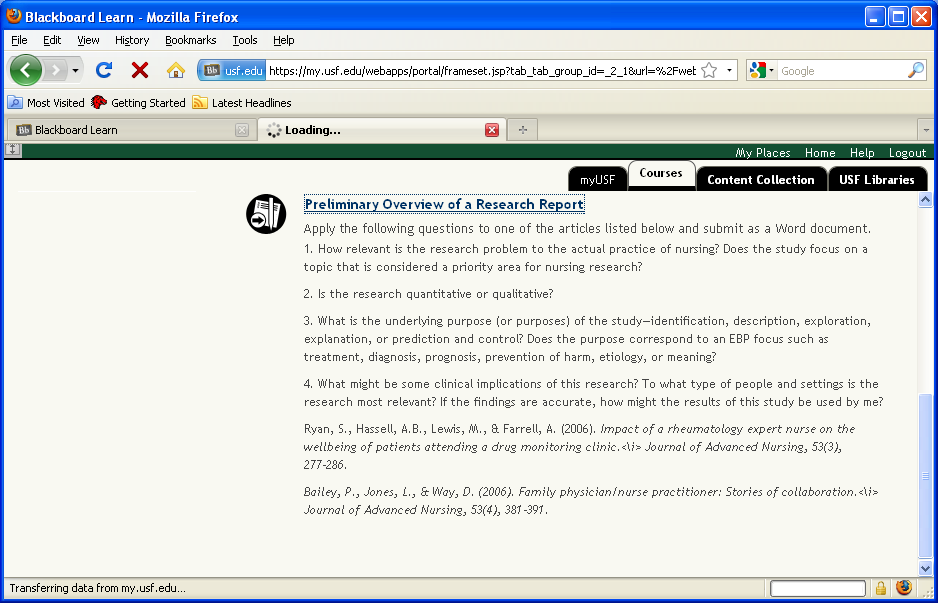 Blackboard Learn - Mozilla Firefox
File Edit View History Bookmarks Tools Help
Bb usf.edu https://my.usf.edu/webapps/portal/frameset.jsp?tab_tab_group_id=_2_1&url=%2Fweb Google
Most Visited Getting Started Latest Headlines
Bb Blackboard Learn Loading...
My Places Home Help Logout
myUSF Courses Content Collection USF Libraries
Preliminary Overview of a Research Report
Apply the following questions to one of the articles listed below and submit as a Word document.
1. How relevant is the research problem to the actual practice of nursing? Does the study focus on a
topic that is considered a priority area for nursing research?
2. Is the research quantitative or qualitative?
3. What is the underlying purpose (or purposes) of the study—identification, description, exploration,
explanation, or prediction and control? Does the purpose correspond to an EBP focus such as
treatment, diagnosis, prognosis, prevention of harm, etiology, or meaning?
4. What might be some clinical implications of this research? To what type of people and settings is the
research most relevant? If the findings are accurate, how might the results of this study be used by me?
Ryan, S., Hassell, A.B., Lewis, M., & Farrell, A. (2006). Impact of a rheumatology expert nurse on the
wellbeing of patients attending a drug monitoring clinic.<\i> Journal of Advanced Nursing, 53(3),
277-286.
Bailey, P., Jones, L., & Way, D. (2006). Family physician/nurse practitioner: Stories of collaboration.<\i>
Journal of Advanced Nursing, 53(4), 381-391.
Transferring data from my.usf.edu...